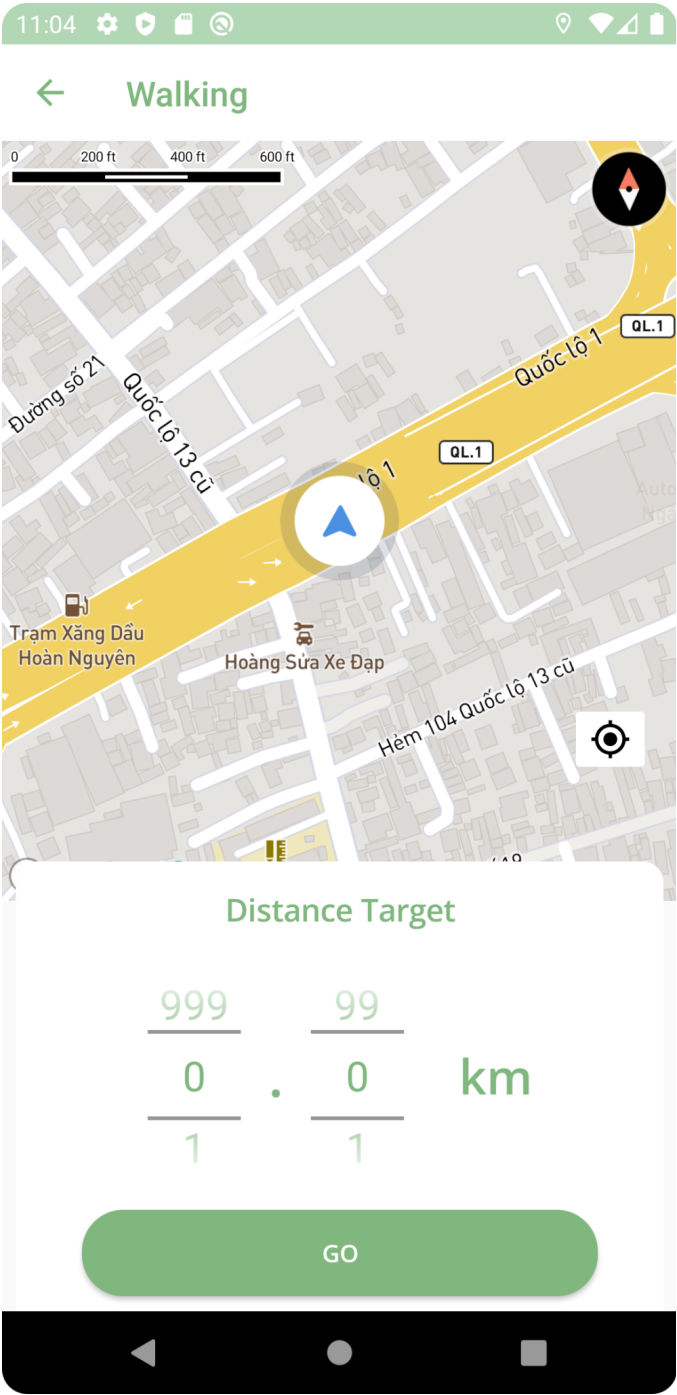 11:04
Walking
0 200 ft 400 ft 600 ft
QL.1
Quốc lộ 1
Đường số 21
Quốc lộ 13 cũ
QL.1
lộ 1
Auto
Trạm Xăng Dầu
Hoàn Nguyên
Hoàng Sửa Xe Đạp
Hẻm 104 Quốc lộ 13 cũ
Distance Target
999 99
0 . 0 km
1 1
GO